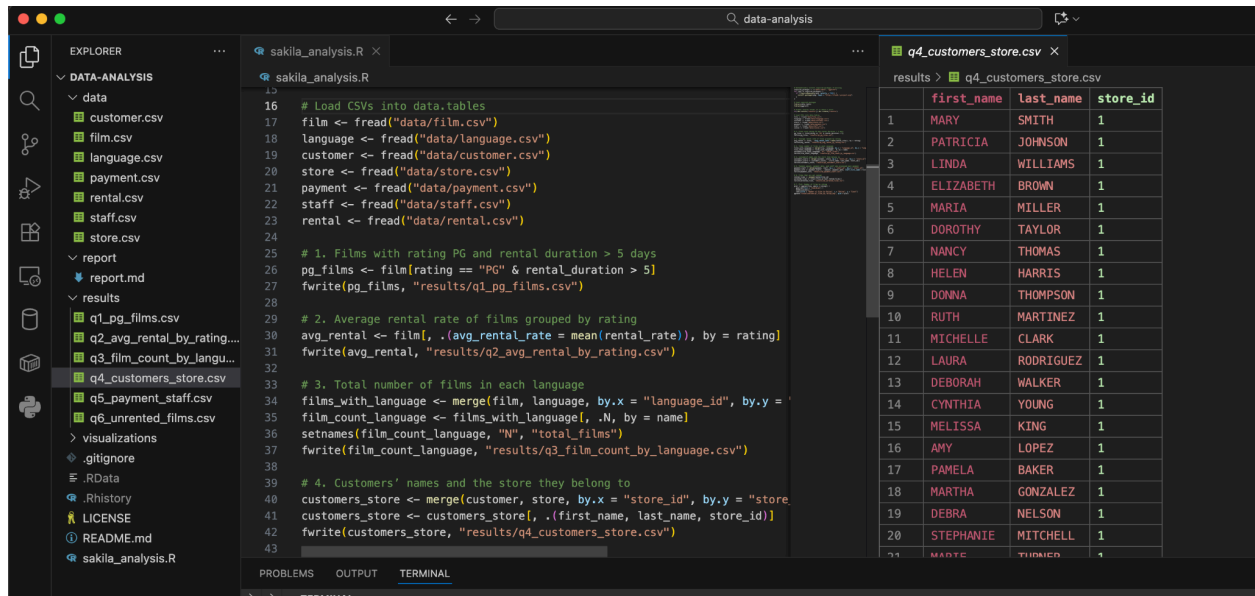 data-analysis
EXPLORER
DATA-ANALYSIS
data
customer.csv
film.csv
language.csv
payment.csv
rental.csv
staff.csv
store.csv
report
report.md
results
q1_pg_films.csv
q2_avg_rental_by_rating....
q3_film_count_by_langu...
q4_customers_store.csv
q5_payment_staff.csv
q6_unrented_films.csv
visualizations
.gitignore
.RData
.Rhistory
LICENSE
README.md
sakila_analysis.R
sakila_analysis.R
sakila_analysis.R
15
16 # Load CSVs into data.tables
17 film <- fread("data/film.csv")
18 language <- fread("data/language.csv")
19 customer <- fread("data/customer.csv")
20 store <- fread("data/store.csv")
21 payment <- fread("data/payment.csv")
22 staff <- fread("data/staff.csv")
23 rental <- fread("data/rental.csv")
24
25 # 1. Films with rating PG and rental duration > 5 days
26 pg_films <- film[rating == "PG" & rental_duration > 5]
27 fwrite(pg_films, "results/q1_pg_films.csv")
28
29 # 2. Average rental rate of films grouped by rating
30 avg_rental <- film[, .(avg_rental_rate = mean(rental_rate)), by = rating]
31 fwrite(avg_rental, "results/q2_avg_rental_by_rating.csv")
32
33 # 3. Total number of films in each language
34 films_with_language <- merge(film, language, by.x = "language_id", by.y = "
35 film_count_language <- films_with_language[, .N, by = name]
36 setnames(film_count_language, "N", "total_films")
37 fwrite(film_count_language, "results/q3_film_count_by_language.csv")
38
39 # 4. Customers’ names and the store they belong to
40 customers_store <- merge(customer, store, by.x = "store_id", by.y = "store_
41 customers_store <- customers_store[, .(first_name, last_name, store_id)]
42 fwrite(customers_store, "results/q4_customers_store.csv")
43
PROBLEMS OUTPUT TERMINAL
q4_customers_store.csv
results > q4_customers_store.csv
first_name last_name store_id
1 MARY SMITH 1
2 PATRICIA JOHNSON 1
3 LINDA WILLIAMS 1
4 ELIZABETH BROWN 1
5 MARIA MILLER 1
6 DOROTHY TAYLOR 1
7 NANCY THOMAS 1
8 HELEN HARRIS 1
9 DONNA THOMPSON 1
10 RUTH MARTINEZ 1
11 MICHELLE CLARK 1
12 LAURA RODRIGUEZ 1
13 DEBORAH WALKER 1
14 CYNTHIA YOUNG 1
15 MELISSA KING 1
16 AMY LOPEZ 1
17 PAMELA BAKER 1
18 MARTHA GONZALEZ 1
19 DEBRA NELSON 1
20 STEPHANIE MITCHELL 1
21 MARIE TURNER 1